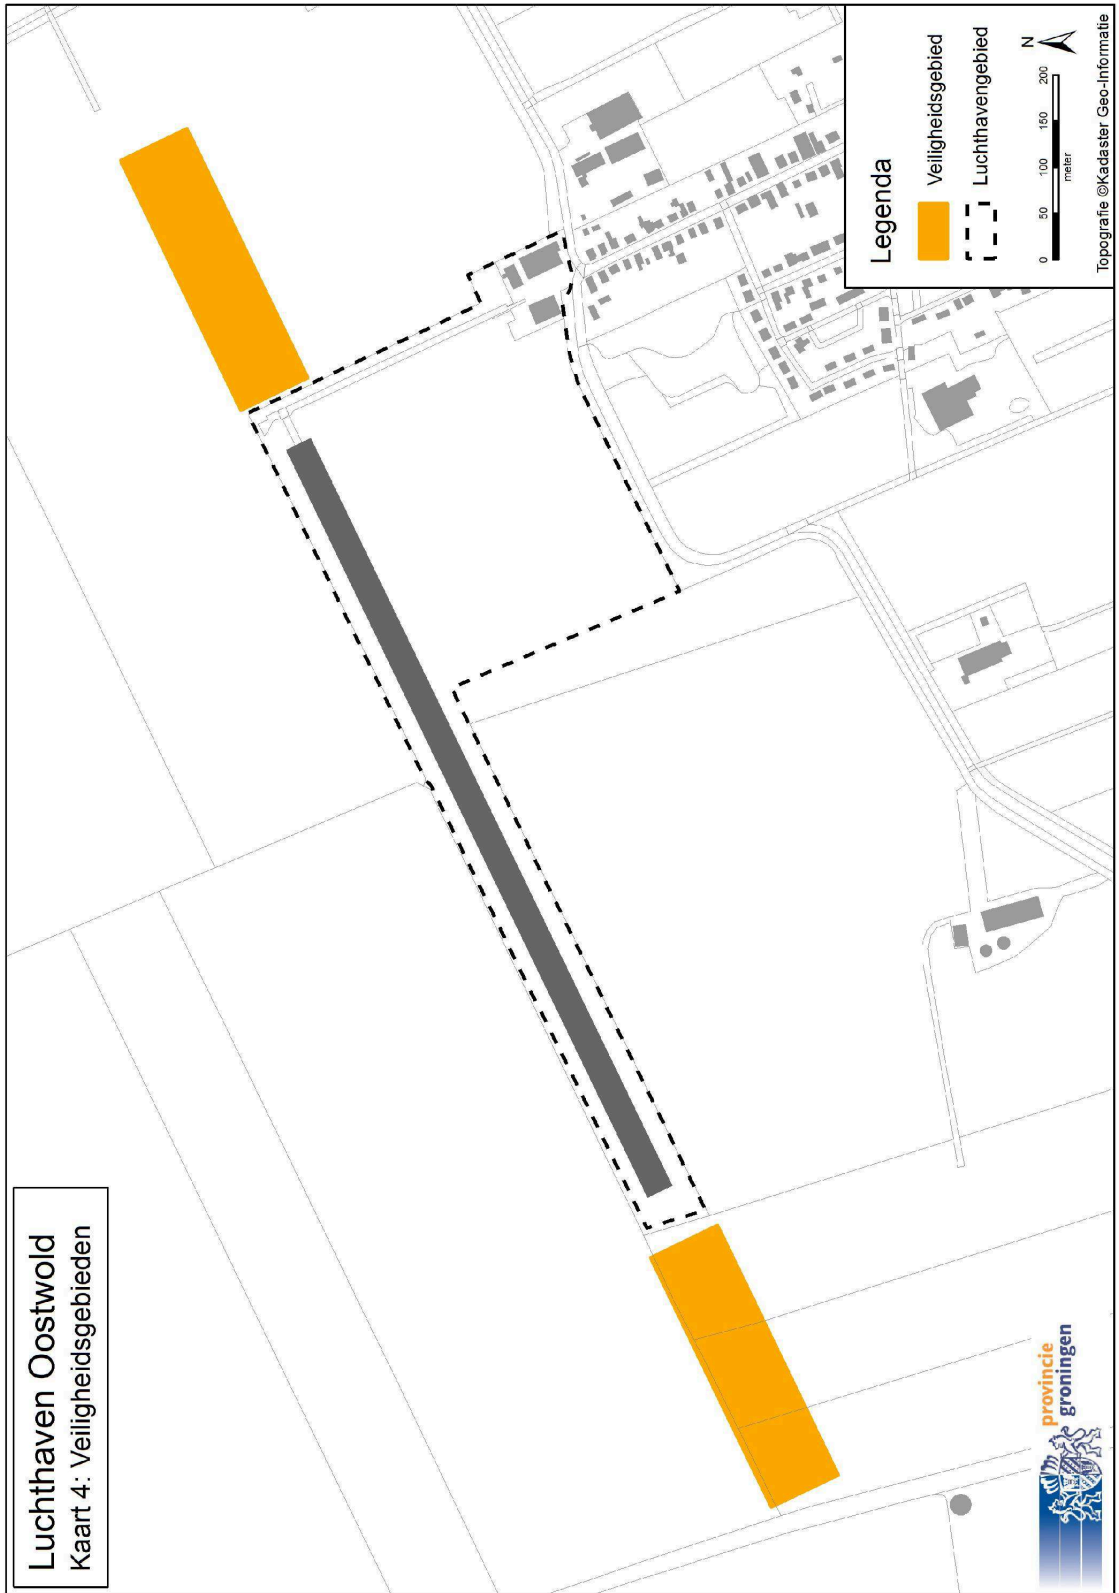 Luchthaven Oostwold
Kaart 4: Veiligheidsgebieden
Legenda
Veiligheidsgebied
Luchthavengebied
N
0 50 100 150 200
meter
Topografie ©Kadaster Geo-Informatie
provincie
groningen